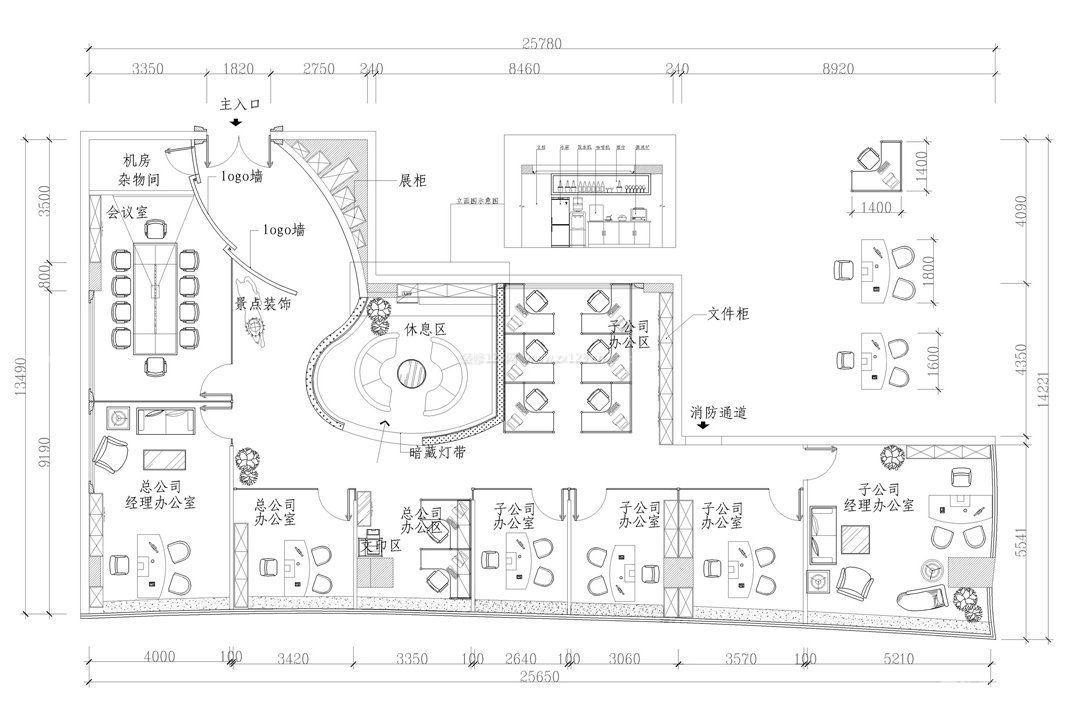 25780
3350
1820
2750
240
8460
240
8920
主入口
机房
杂物间
logo墙
展柜
会议室
logo墙
立面图示意图
景点装饰
休息区
子公司
办公区
文件柜
消防通道
暗藏灯带
总公司
经理办公室
总公司
办公室
总公司
办公区
文印区
子公司
办公室
子公司
办公室
子公司
办公室
子公司
经理办公室
1400
1400
1800
1600
3500
800
9190
13490
4090
4350
5541
14221
4000
100
3420
3350
100
2640
100
3060
3570
100
5210
25650